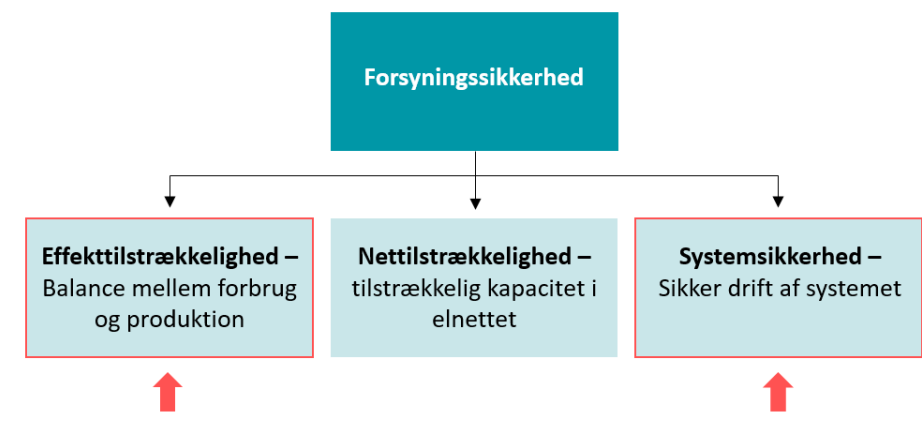 Forsyningssikkerhed
Effekttilstrækkelighed –
Balance mellem forbrug
og produktion
Nettilstrækkelighed –
tilstrækkelig kapacitet i
elnettet
Systemsikkerhed –
Sikker drift af systemet